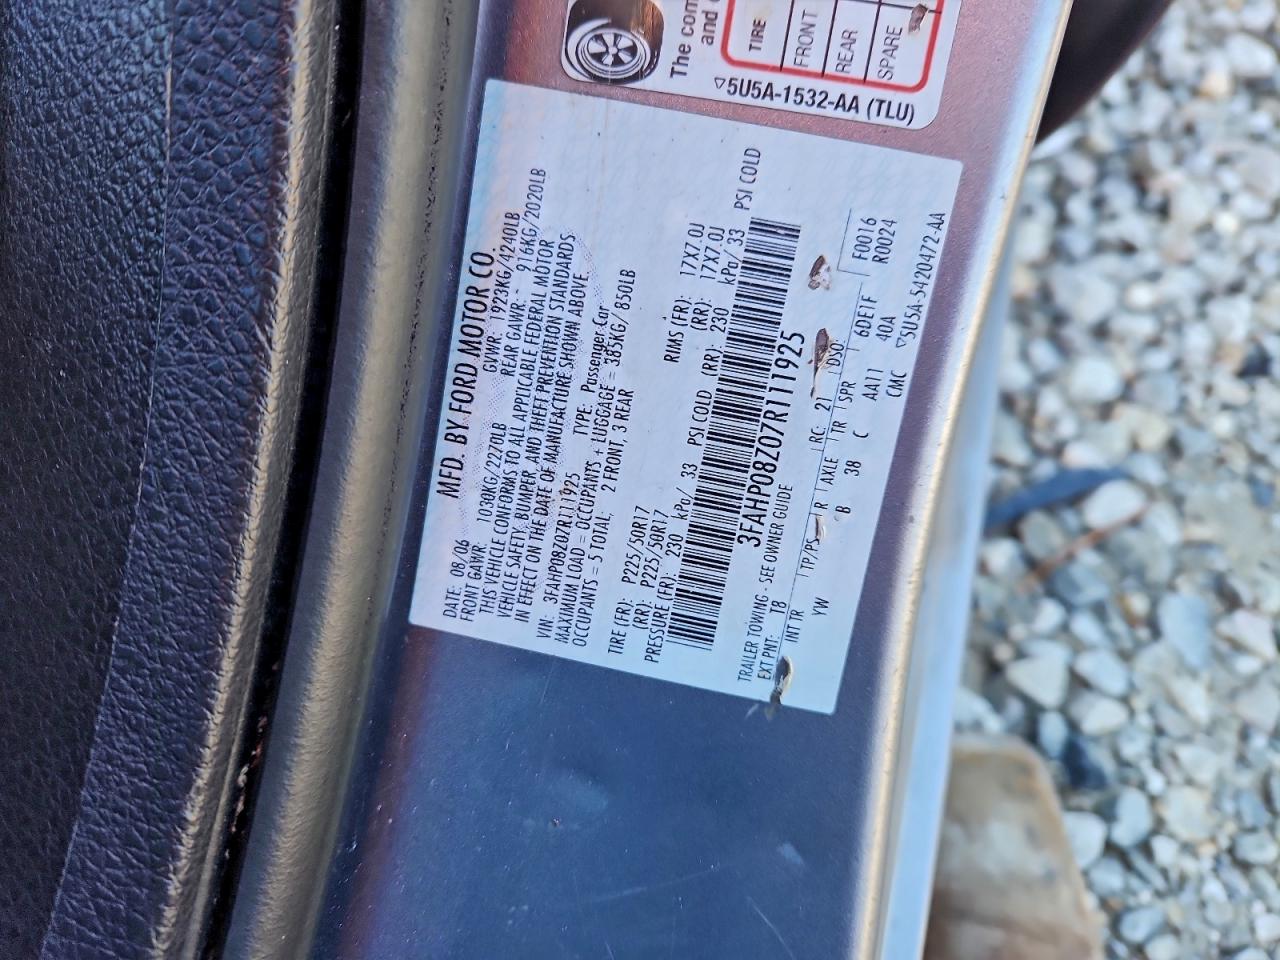 The com
and
TIRE
FRONT
REAR
SPARE
▽5U5A-1532-AA (TLU)
MFD. BY FORD MOTOR CO.
DATE: 08/06 GVWR: 1923KG/4240LB
FRONT GAWR: 1030KG/2270LB REAR GAWR: 916KG/2020LB
THIS VEHICLE CONFORMS TO ALL APPLICABLE FEDERAL MOTOR
VEHICLE SAFETY, BUMPER, AND THEFT PREVENTION STANDARDS
IN EFFECT ON THE DATE OF MANUFACTURE SHOWN ABOVE
VIN: 3FAHP08Z07R111925 TYPE: Passenger Car
MAXIMUM LOAD = OCCUPANTS + LUGGAGE = 385KG/ 850LB
OCCUPANTS = 5 TOTAL: 2 FRONT, 3 REAR
TIRE (FR): P225/50R17 RIMS (FR): 17X7.0J
(RR): P225/50R17 (RR): 17X7.0J
PRESSURE (FR): 230 kPa/ 33 PSI COLD (RR): 230 kPa/ 33 PSI COLD
3FAHP08Z07R111925
TRAILER TOWING - SEE OWNER GUIDE
EXT PNT: T8 RC: 21 DSO: F0016
INT TR TP/PS R AXLE TR SPR R0024
YW B 38 C AA11 6DE1F
CMC 40A
▽5U5A-5420472-AA